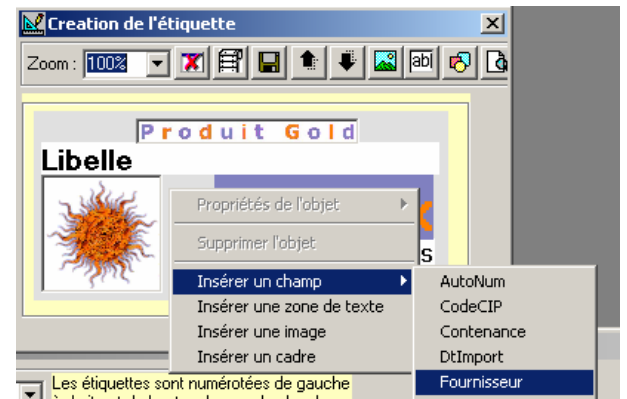 Creation de l'étiquette
Zoom : 100%
abl
Produit Gold
Libelle
Propriétés de l'objet
Supprimer l'objet
S
Insérer un champ
AutoNum
Insérer une zone de texte
CodeCIP
Insérer une image
Contenance
Insérer un cadre
DtImport
Fournisseur
Les étiquettes sont numérotées de gauche